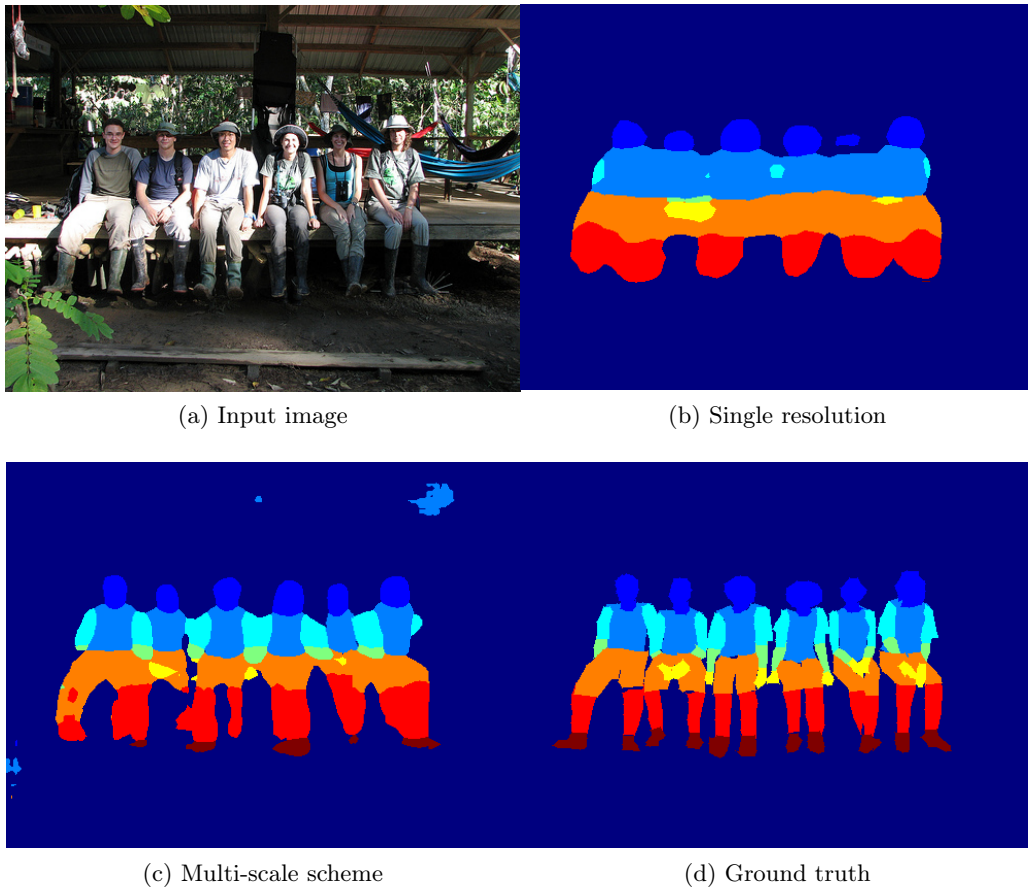 (a) Input image
(b) Single resolution
(c) Multi-scale scheme
(d) Ground truth